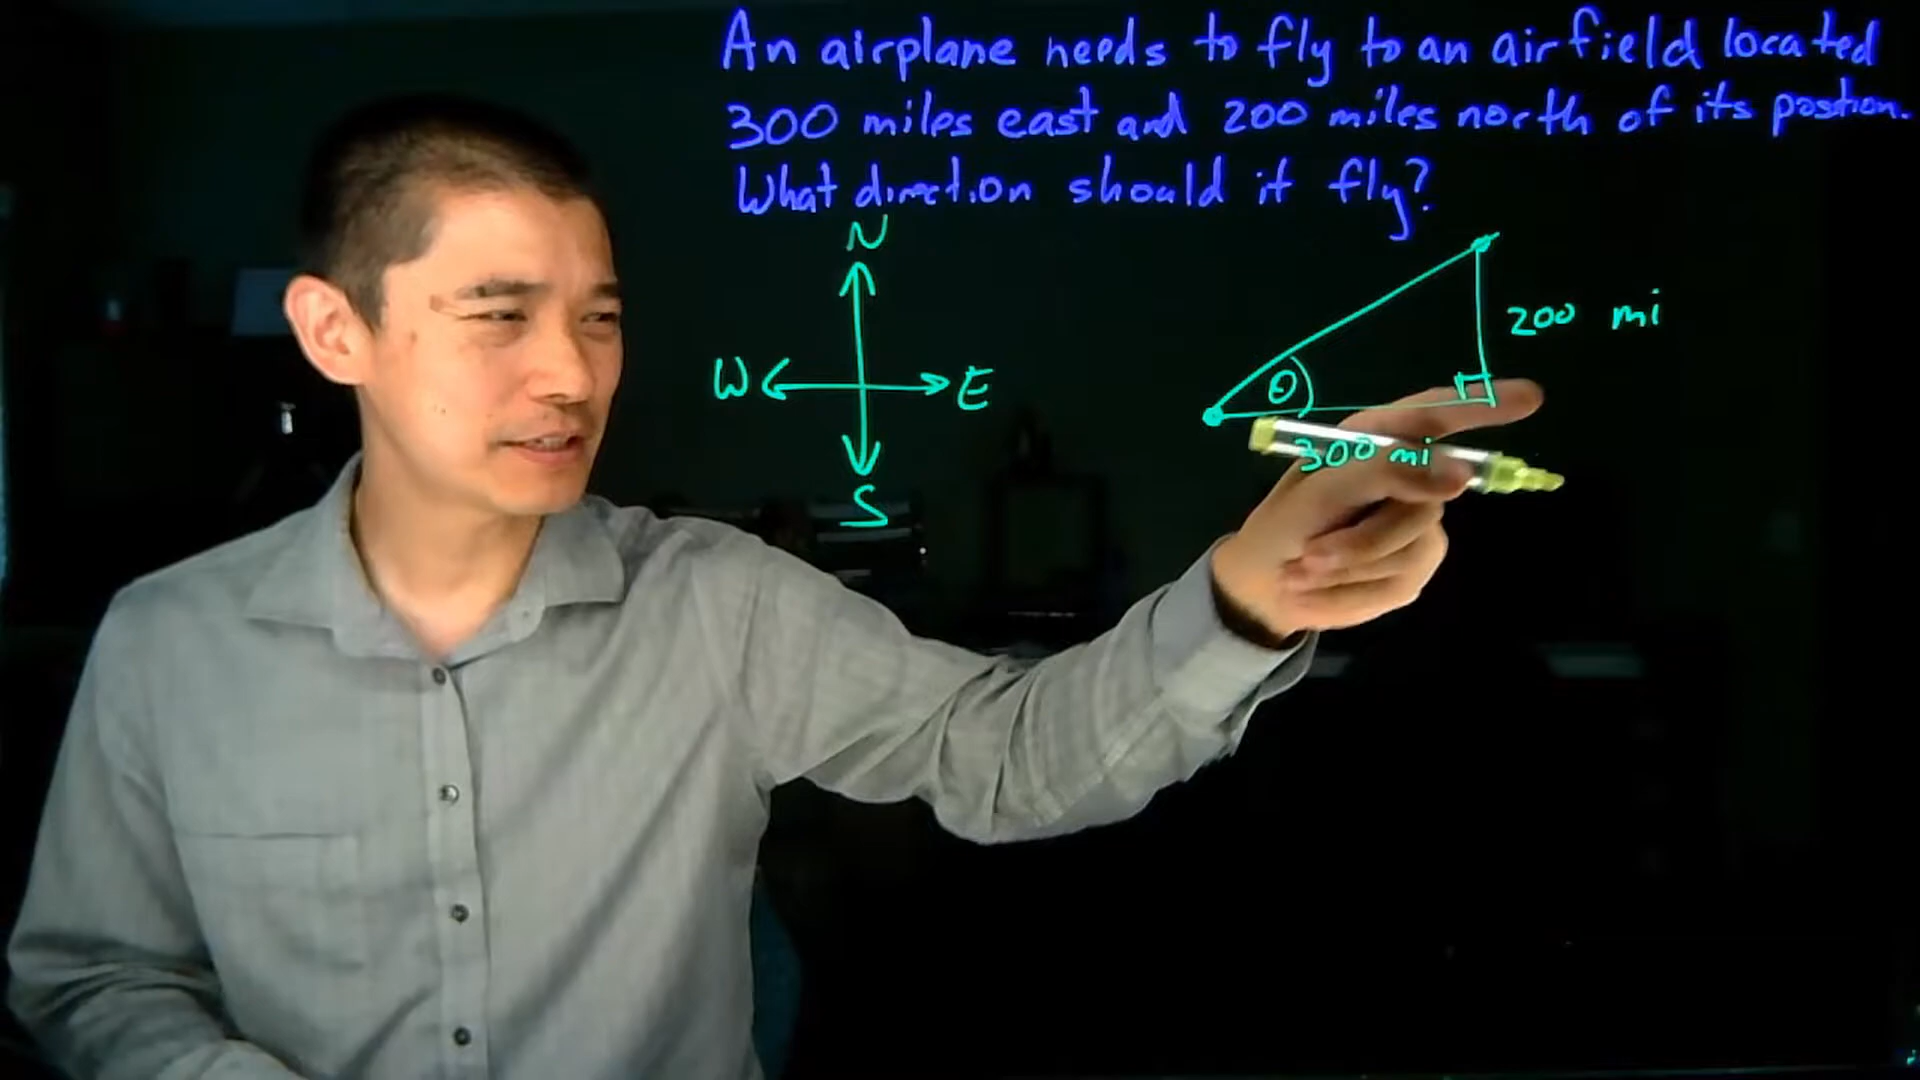 An airplane needs to fly to an airfield located
300 miles east and 200 miles north of its position.
What direction should it fly?
N
W E
S
200 mi
θ
300 mi